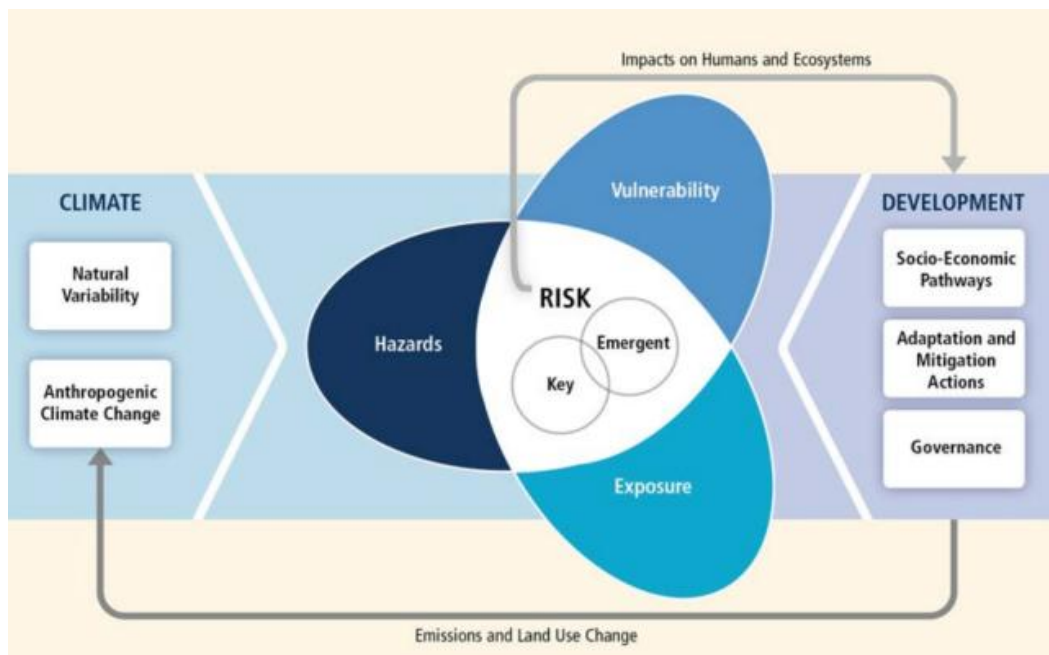 Impacts on Humans and Ecosystems
CLIMATE
Natural
Variability
Anthropogenic
Climate Change
Vulnerability
Hazards
RISK
Emergent
Key
Exposure
DEVELOPMENT
Socio-Economic
Pathways
Adaptation and
Mitigation
Actions
Governance
Emissions and Land Use Change